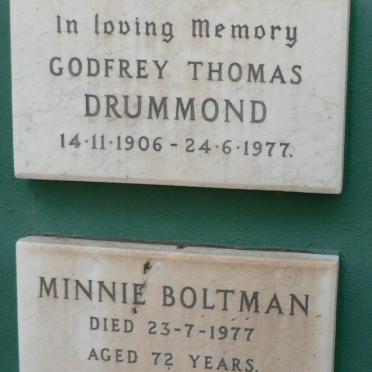 In loving Memory
GODFREY THOMAS
DRUMMOND
14·11·1906 – 24·6·1977.
MINNIE BOLTMAN
DIED 23-7-1977
AGED 72 YEARS.